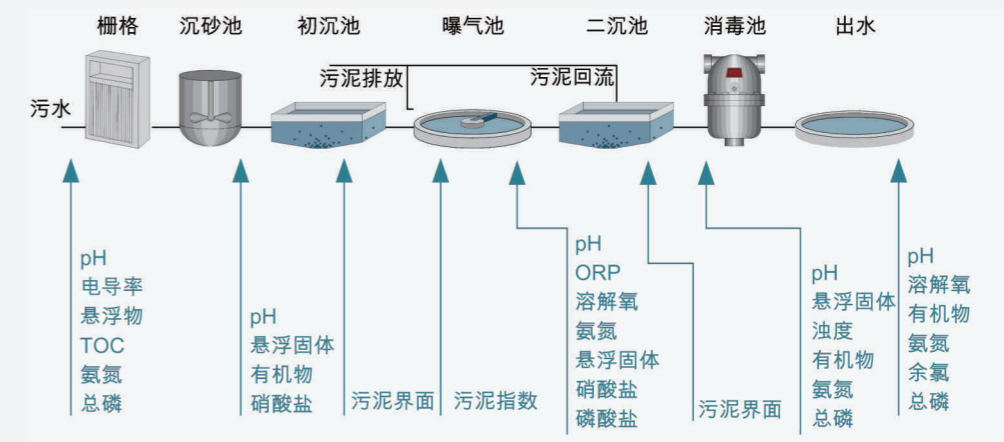 栅格
沉砂池
初沉池
曝气池
二沉池
消毒池
出水
污泥排放
污泥回流
污水
pH
电导率
悬浮物
TOC
氨氮
总磷
pH
悬浮固体
有机物
硝酸盐
污泥界面
污泥指数
pH
ORP
溶解氧
氨氮
悬浮固体
硝酸盐
磷酸盐
污泥界面
pH
悬浮固体
浊度
有机物
氨氮
总磷
pH
溶解氧
有机物
氨氮
余氯
总磷